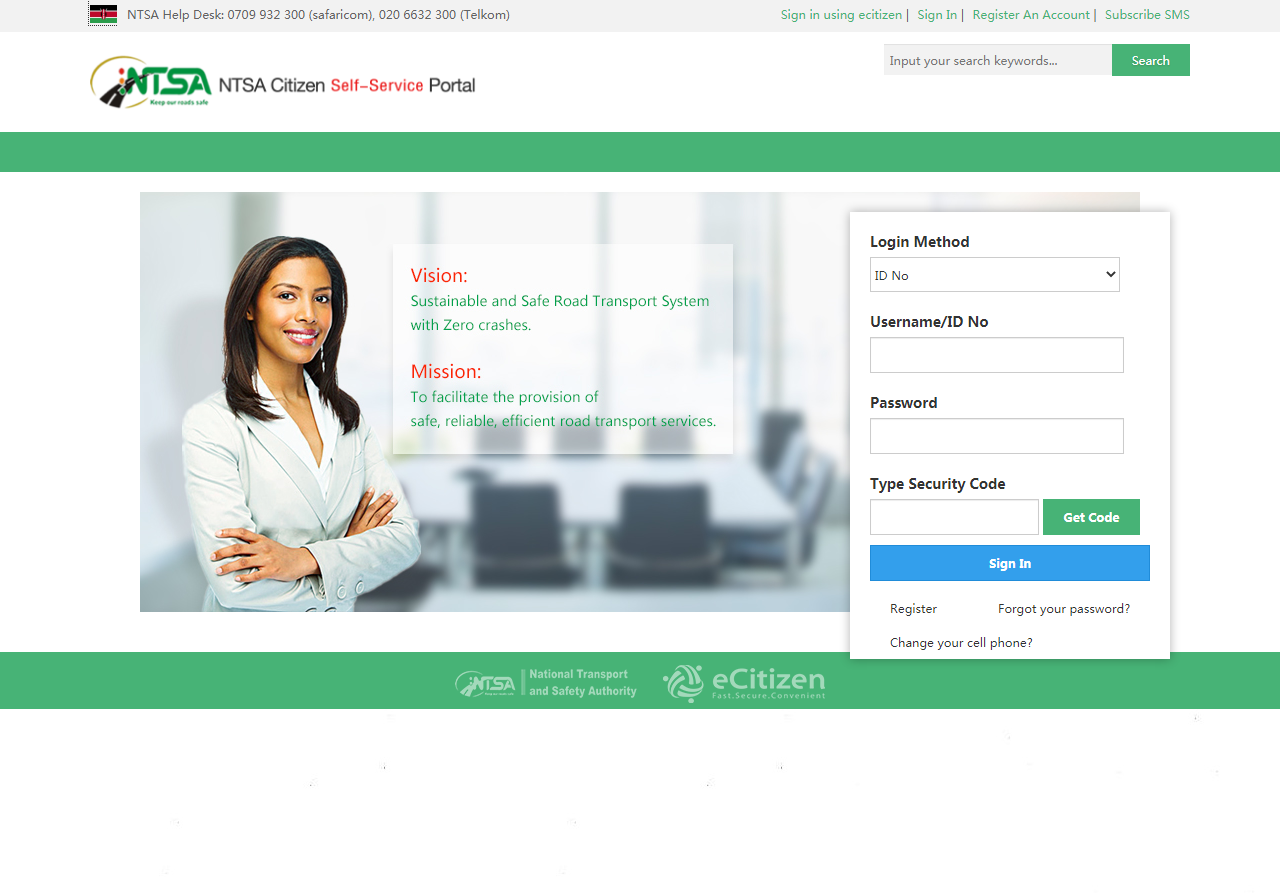 NTSA Help Desk: 0709 932 300 (safaricom), 020 6632 300 (Telkom)
Sign in using ecitizen | Sign In | Register An Account | Subscribe SMS
NTSA
Keep our roads safe
NTSA Citizen Self-Service Portal
Input your search keywords...
Search
Vision:
Sustainable and Safe Road Transport System
with Zero crashes.
Mission:
To facilitate the provision of
safe, reliable, efficient road transport services.
Login Method
ID No
Username/ID No
Password
Type Security Code
Get Code
Sign In
Register
Forgot your password?
Change your cell phone?
NTSA
National Transport
and Safety Authority
eCitizen
Fast.Secure.Convenient